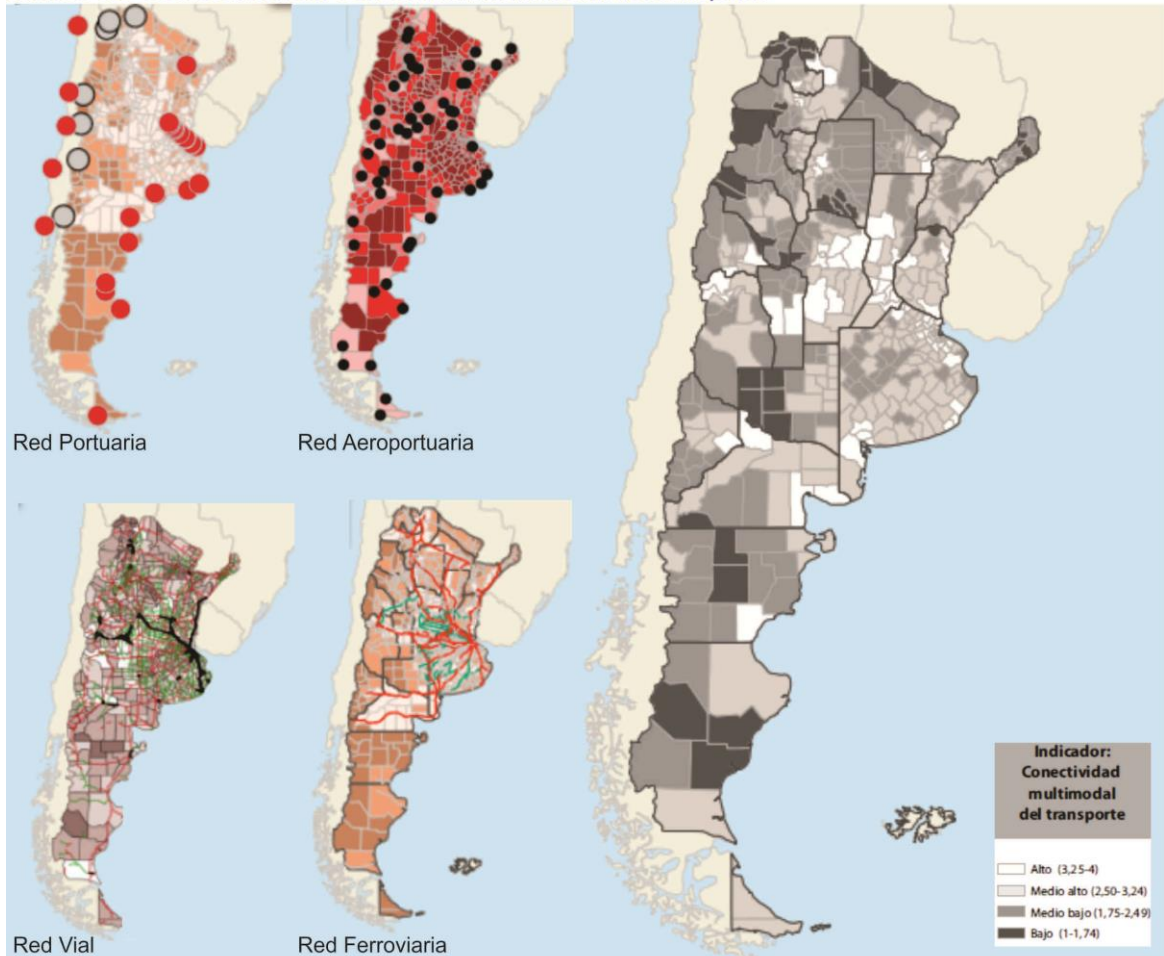 Red Portuaria
Red Aeroportuaria
Red Vial
Red Ferroviaria
Indicador:
Conectividad
multimodal
del transporte
Alto (3,25-4)
Medio alto (2,50-3,24)
Medio bajo (1,75-2,49)
Bajo (1-1,74)